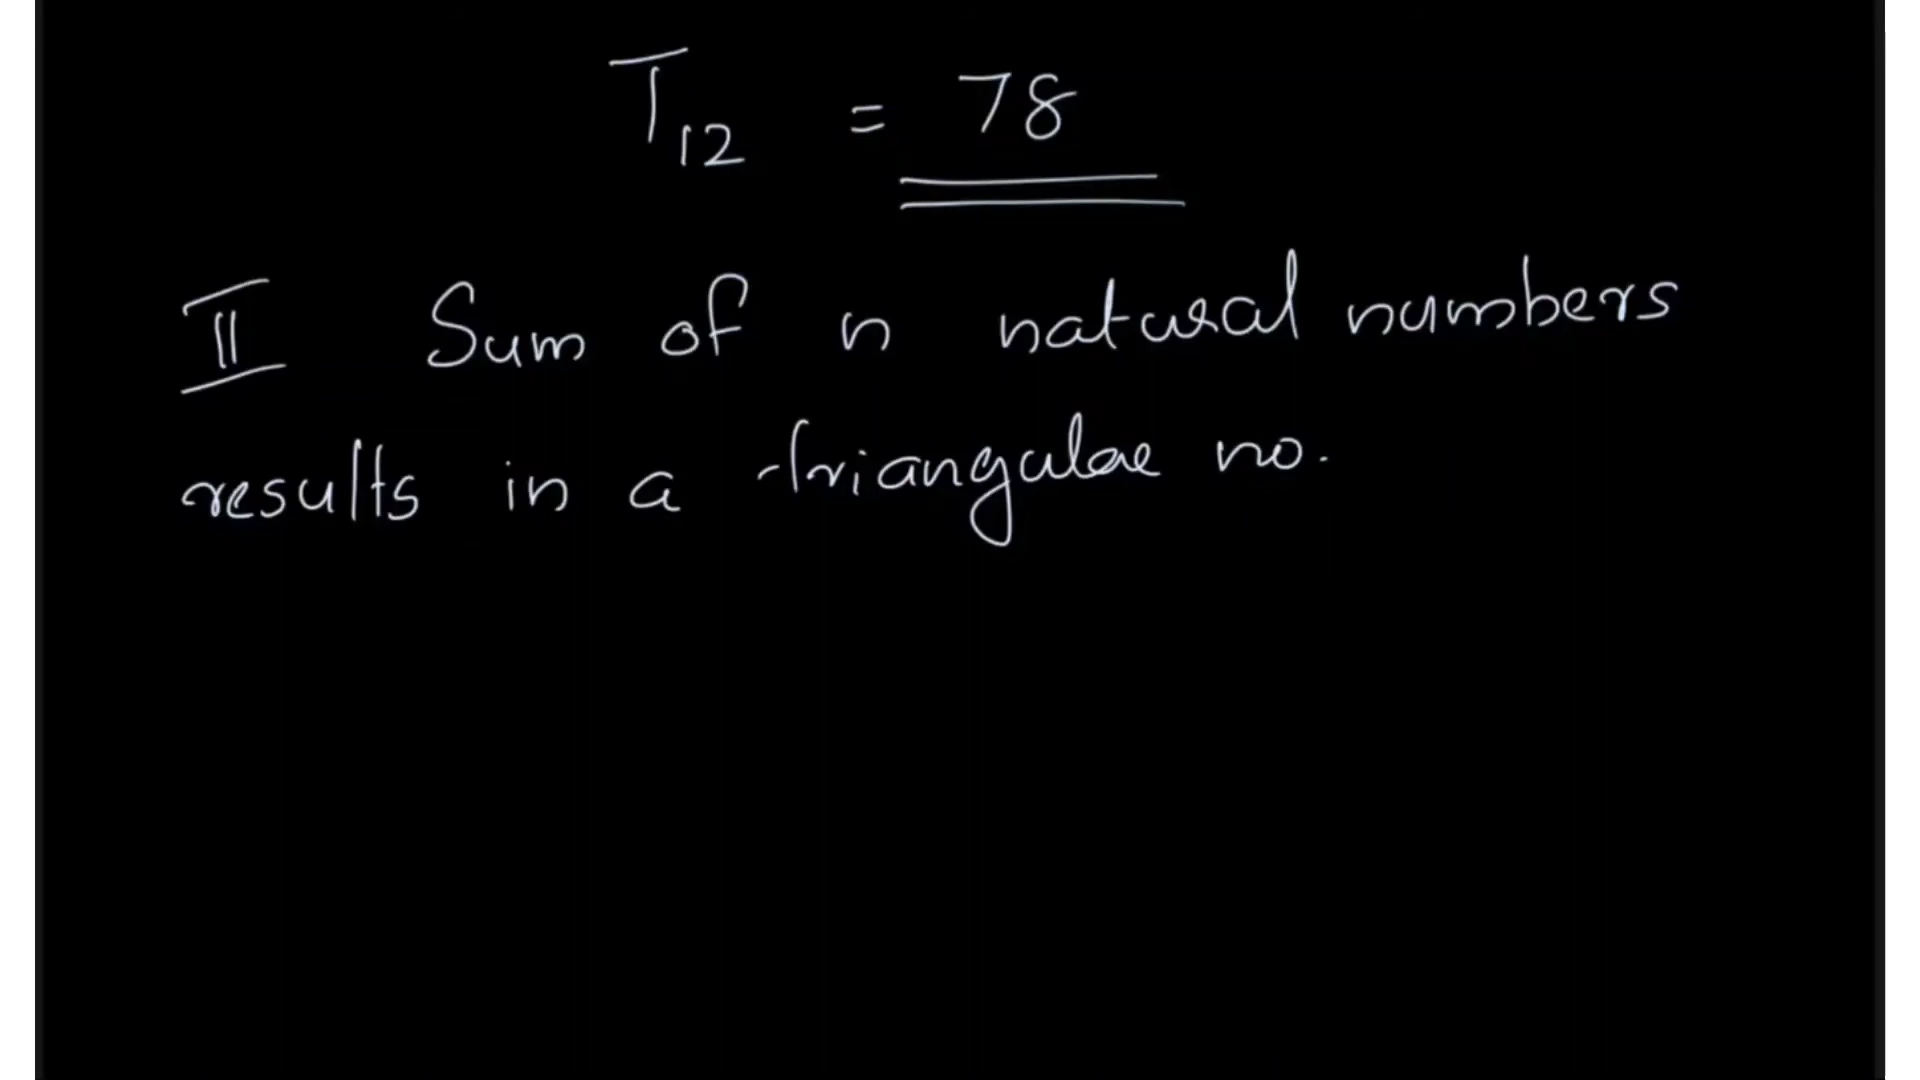 T₁₂ = 78
II Sum of n natural numbers
results in a triangular no.